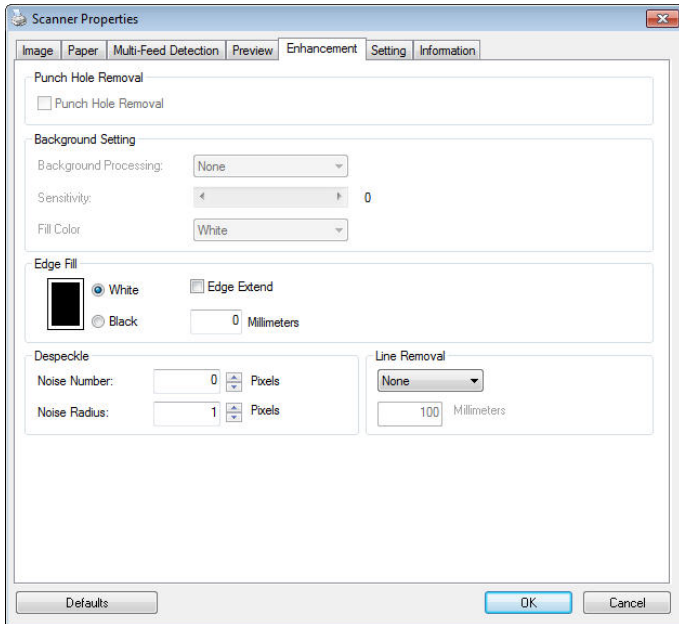 Scanner Properties
Image Paper Multi-Feed Detection Preview Enhancement Setting Information
Punch Hole Removal
Punch Hole Removal
Background Setting
Background Processing: None
Sensitivity: 0
Fill Color White
Edge Fill
White Edge Extend
Black 0 Millimeters
Despeckle
Noise Number: 0 Pixels
Noise Radius: 1 Pixels
Line Removal
None
100 Millimeters
Defaults OK Cancel